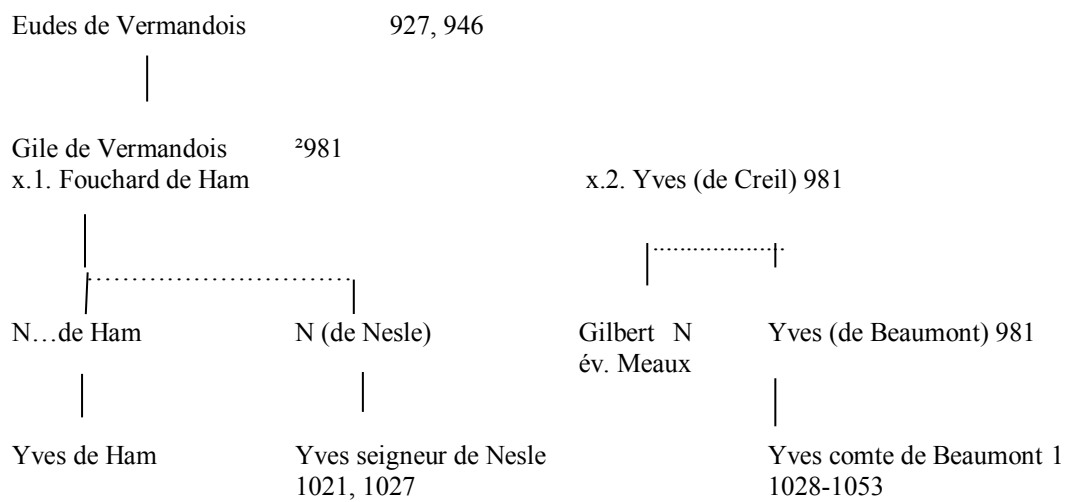 Eudes de Vermandois 927, 946
Gile de Vermandois ²981
x.1. Fouchard de Ham x.2. Yves (de Creil) 981
N…de Ham N (de Nesle) Gilbert N Yves (de Beaumont) 981
év. Meaux
Yves de Ham Yves seigneur de Nesle Yves comte de Beaumont 1
1021, 1027 1028-1053